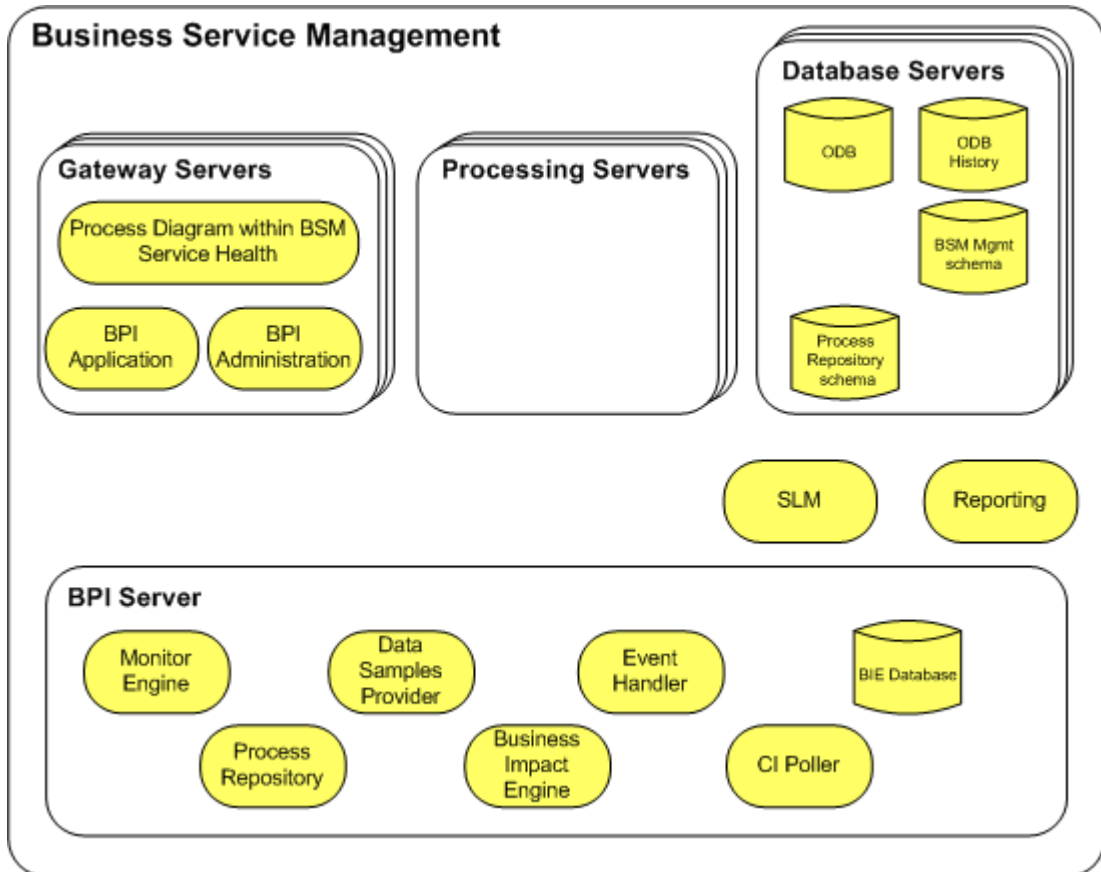 Business Service Management
Database Servers
ODB
ODB
History
BSM Mgmt
schema
Process
Repository
schema
Gateway Servers
Process Diagram within BSM
Service Health
BPI
Application
BPI
Administration
Processing Servers
SLM
Reporting
BPI Server
Monitor
Engine
Data
Samples
Provider
Event
Handler
BIE Database
Process
Repository
Business
Impact
Engine
CI Poller